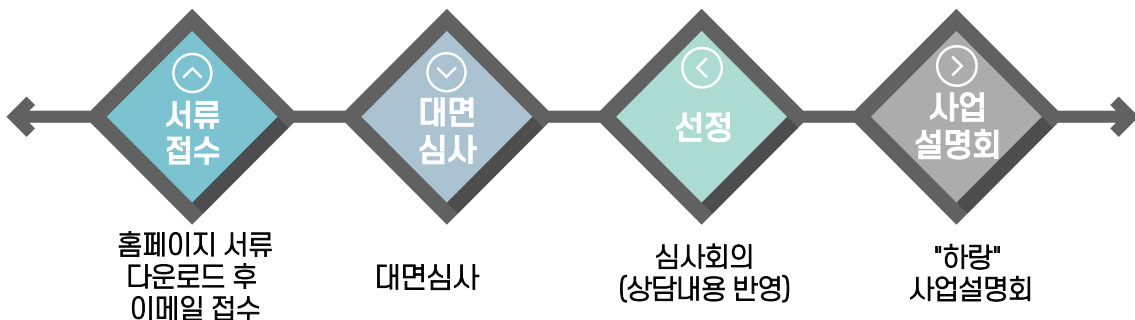 서류
접수
대면
심사
선정
사업
설명회
홈페이지 서류
다운로드 후
이메일 접수
대면심사
심사회의
(상담내용 반영)
"하랑"
사업설명회